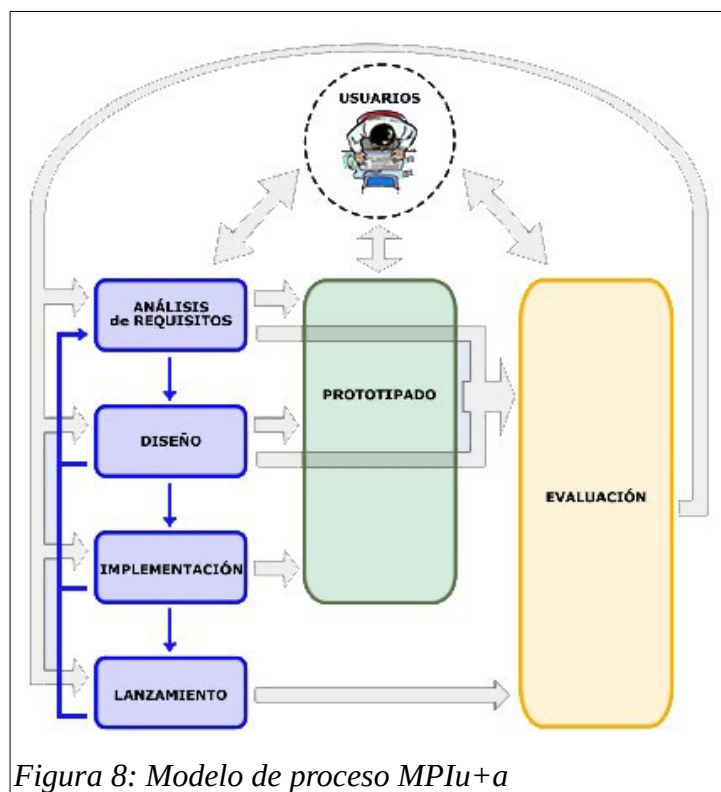 USUARIOS
ANÁLISIS
de REQUISITOS
PROTOTIPADO
DISEÑO
EVALUACIÓN
IMPLEMENTACIÓN
LANZAMIENTO
Figura 8: Modelo de proceso MPIu+a